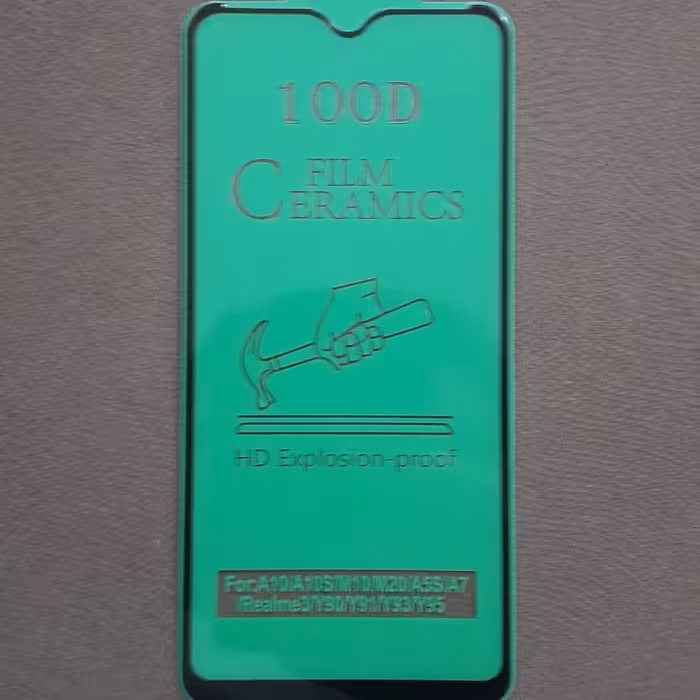 100D
FILM
CERAMICS
HD Explosion-proof
For:A10/A10S/M10/M20/A5S/A7
/Realme3/Y90/Y91/Y93/Y95